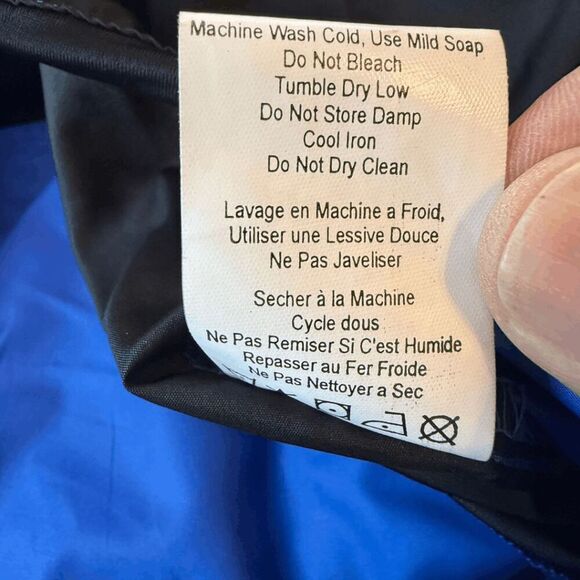 Machine Wash Cold, Use Mild Soap
Do Not Bleach
Tumble Dry Low
Do Not Store Damp
Cool Iron
Do Not Dry Clean
Lavage en Machine a Froid,
Utiliser une Lessive Douce
Ne Pas Javeliser
Secher à la Machine
Cycle dous
Ne Pas Remiser Si C'est Humide
Repasser au Fer Froide
Ne Pas Nettoyer a Sec